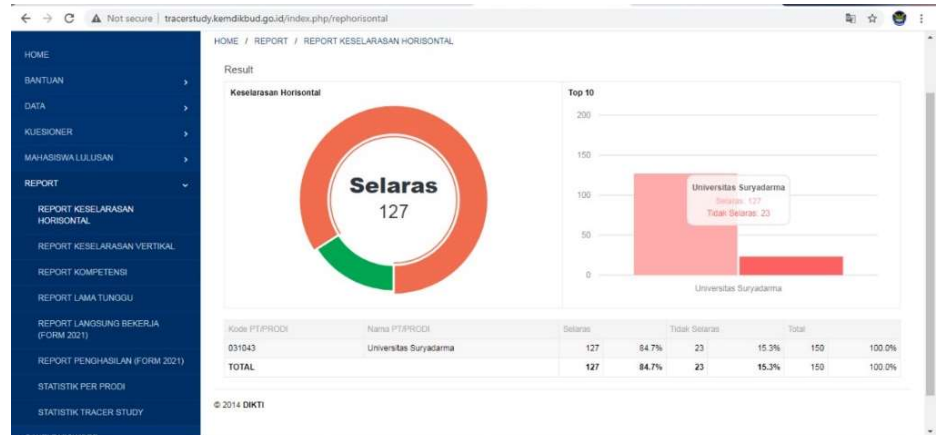 Not secure | tracerstudy.kemdikbud.go.id/index.php/rephorisontal
HOME / REPORT / REPORT KESELARASAN HORISONTAL
HOME
BANTUAN
DATA
KUESIONER
MAHASISWA LULUSAN
REPORT
REPORT KESELARASAN
HORISONTAL
REPORT KESELARASAN VERTIKAL
REPORT KOMPETENSI
REPORT LAMA TUNGGU
REPORT LANGSUNG BEKERJA
(FORM 2021)
REPORT PENGHASILAN (FORM 2021)
STATISTIK PER PRODI
STATISTIK TRACER STUDY
Result
Keselarasan Horisontal
Selaras
127
Top 10
200
150
100
50
0
Universitas Suryadarma
Selaras: 127
Tidak Selaras: 23
Universitas Suryadarma
Kode PT/PRODI Nama PT/PRODI Selaras Tidak Selaras Total
031043 Universitas Suryadarma 127 84.7% 23 15.3% 150 100.0%
TOTAL 127 84.7% 23 15.3% 150 100.0%
© 2014 DIKTI